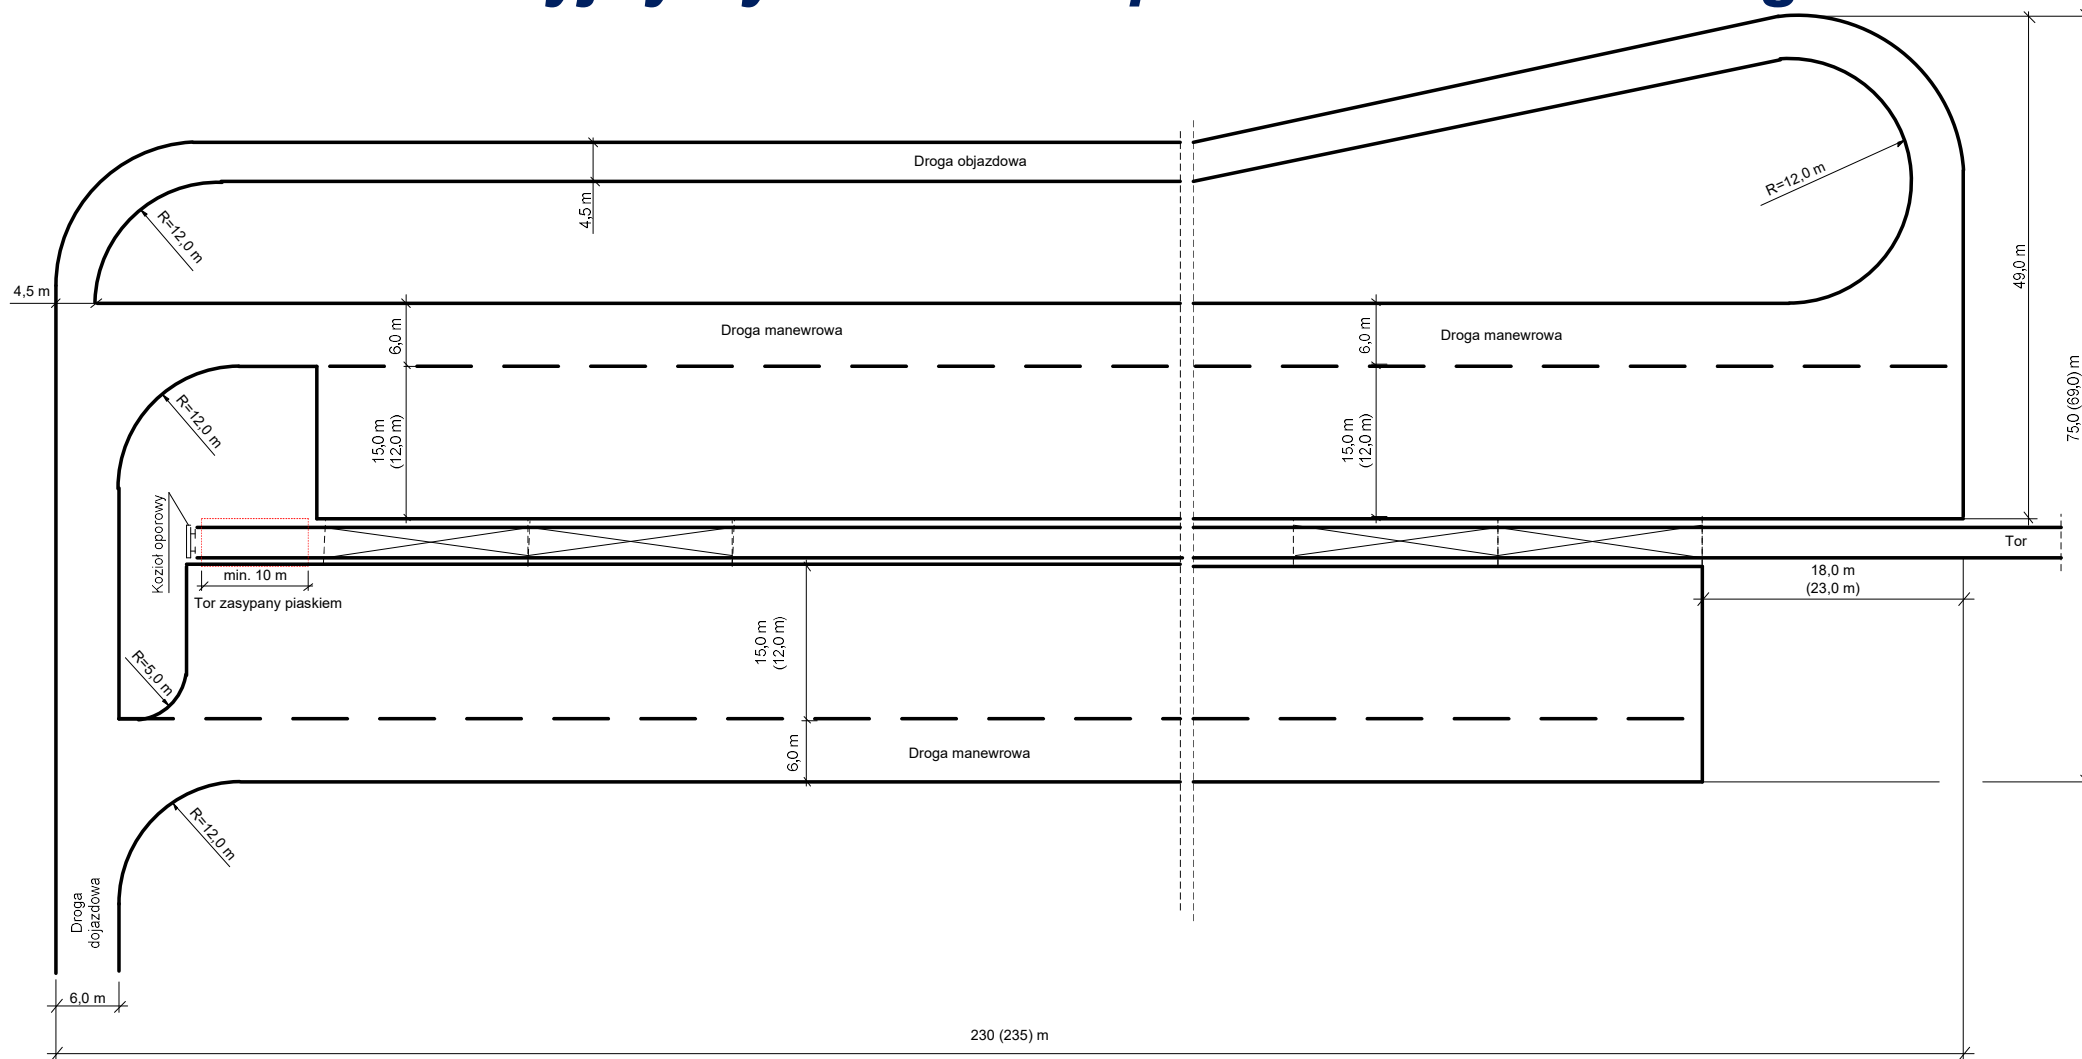 Droga objazdowa
R=12,0 m
R=12,0 m
4,5 m
49,0 m
4,5 m
6,0 m
Droga manewrowa
6,0 m
Droga manewrowa
75,0 (69,0) m
R=12,0 m
15,0 m
(12,0 m)
15,0 m
(12,0 m)
Kozioł oporowy
Tor
min. 10 m
18,0 m
(23,0 m)
Tor zasypany piaskiem
15,0 m
(12,0 m)
R=5,0 m
6,0 m
Droga manewrowa
R=12,0 m
Droga
dojazdowa
6,0 m
230 (235) m